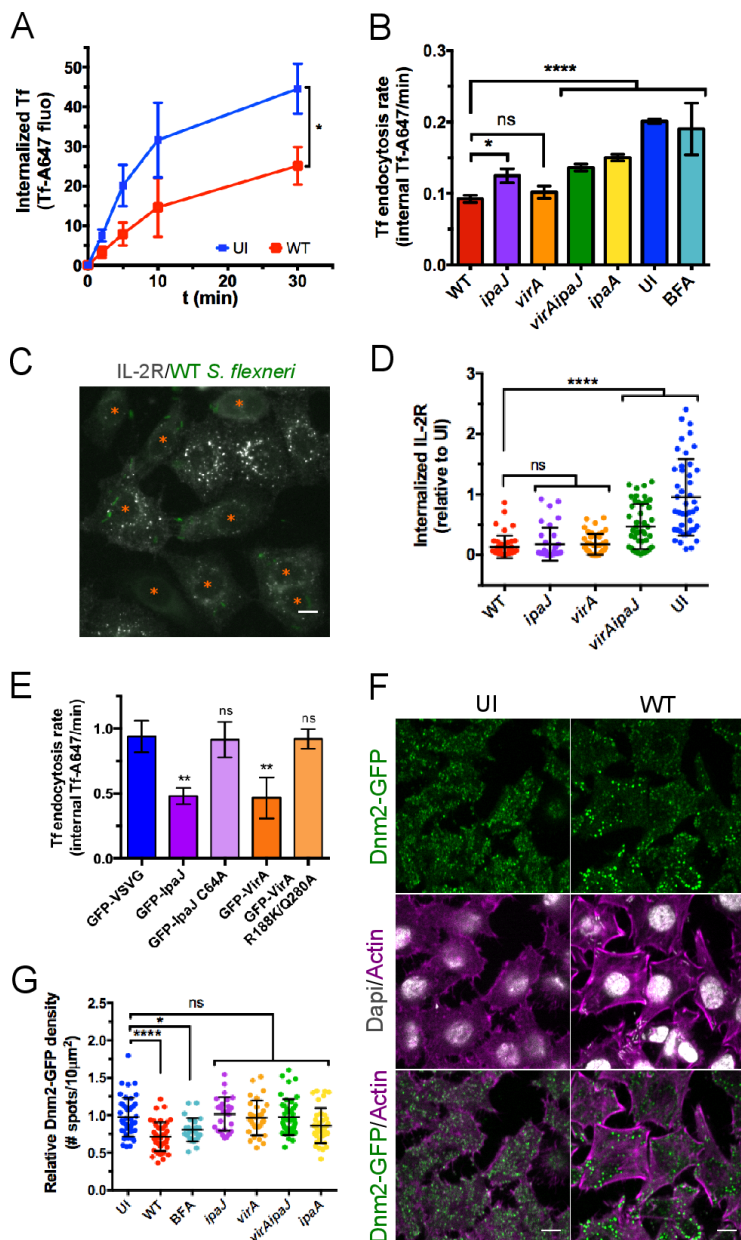 A
Internalized Tf
(Tf-A647 fluo)
50
40
30
20
10
0
0
10
20
30
t (min)
UI
WT
*
B
Tf endocytosis rate
(internal Tf-A647/min)
0.3
0.2
0.1
0.0
****
ns
*
WT
ipaJ
virA
virAipaJ
ipaA
UI
BFA
C
IL-2R/WT S. flexneri
* * * * * * * * *
D
Internalized IL-2R
(relative to UI)
3
2
1
0
****
ns
WT
ipaJ
virA
virAipaJ
UI
E
Tf endocytosis rate
(internal Tf-A647/min)
1.0
0.5
0.0
**
ns
**
ns
GFP-VSVG
GFP-IpaJ
GFP-IpaJ C64A
GFP-VirA
GFP-VirA
R188K/Q280A
F
UI
WT
Dnm2-GFP
Dapi/Actin
Dnm2-GFP/Actin
G
Relative Dnm2-GFP density
(# spots/10µm²)
2.5
2.0
1.5
1.0
0.5
0.0
ns
*
****
UI
WT
BFA
ipaJ
virA
virAipaJ
ipaA